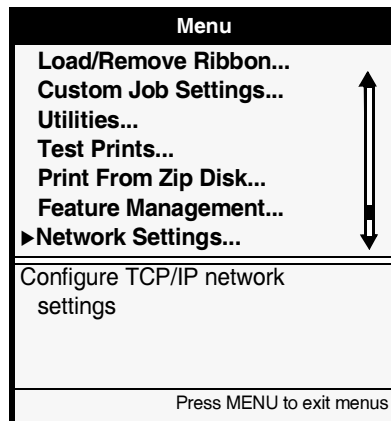 Menu
Load/Remove Ribbon...
Custom Job Settings...
Utilities...
Test Prints...
Print From Zip Disk...
Feature Management...
▶Network Settings...
Configure TCP/IP network
settings
Press MENU to exit menus